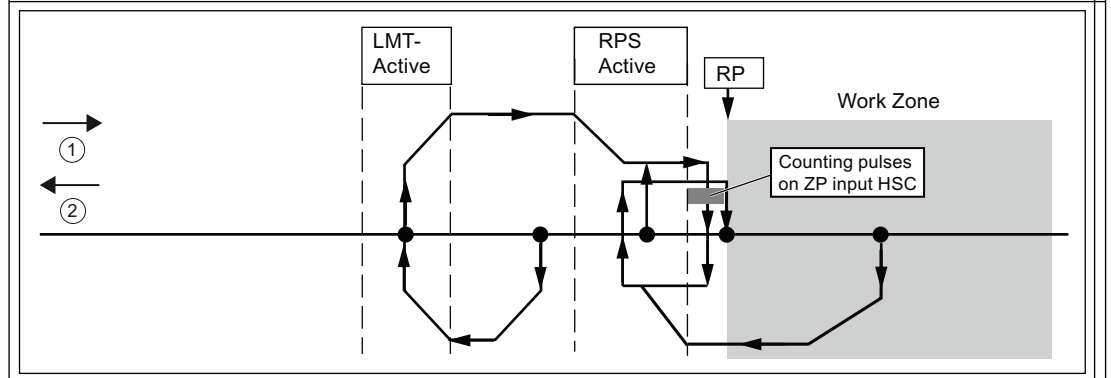 LMT-
Active
RPS
Active
RP
Work Zone
1
Counting pulses
on ZP input HSC
2